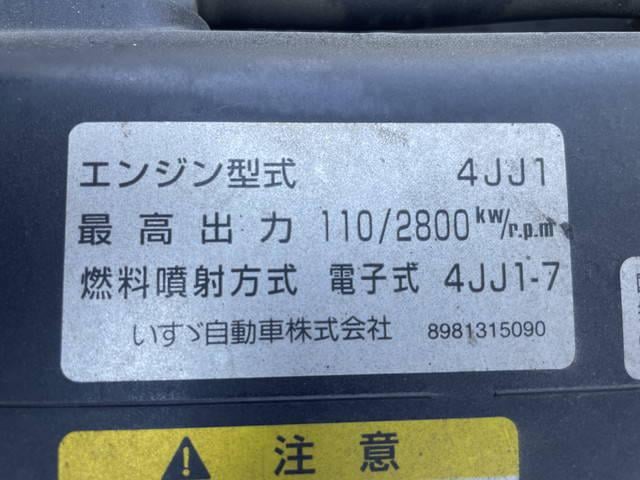 エンジン型式 4JJ1
最高出力 110/2800 kw/r.p.m
燃料噴射方式 電子式 4JJ1-7
いすゞ自動車株式会社 8981315090
注意